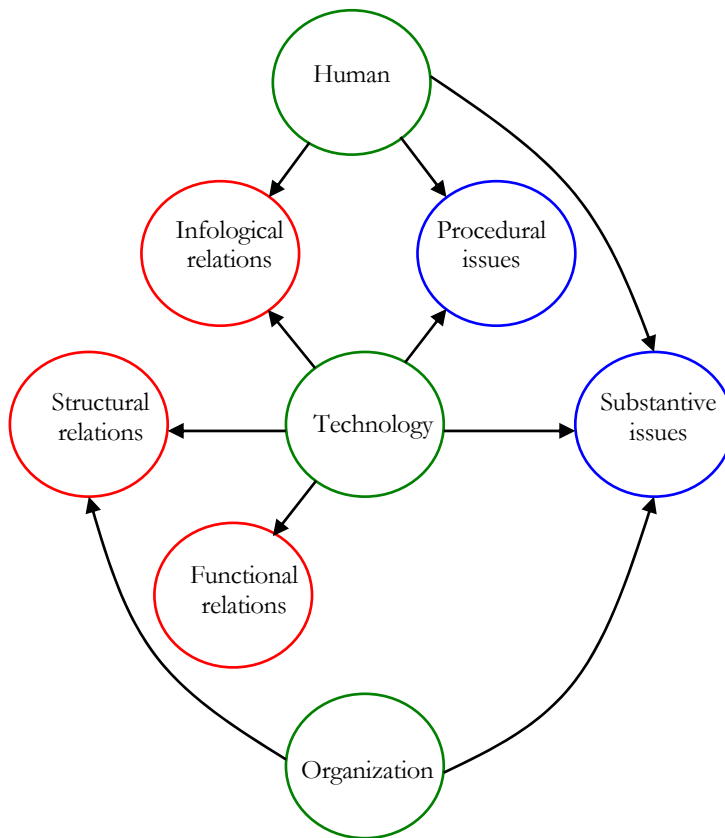 Human
Infological
relations
Procedural
issues
Structural
relations
Technology
Substantive
issues
Functional
relations
Organization